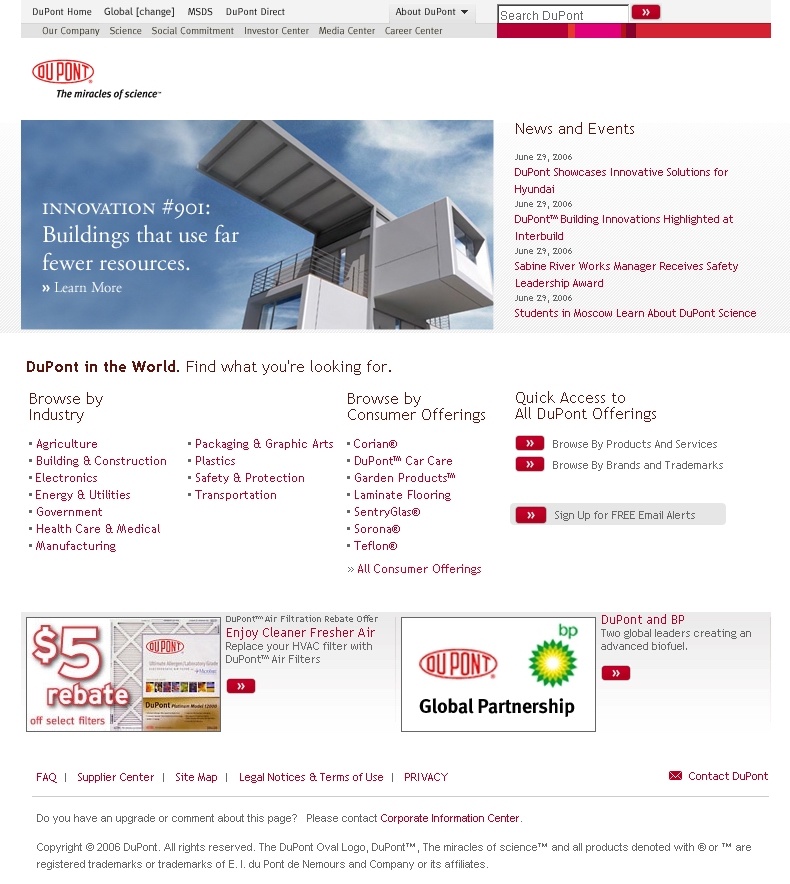 DuPont Home Global [change] MSDS DuPont Direct About DuPont Search DuPont »
Our Company Science Social Commitment Investor Center Media Center Career Center
DU PONT
The miracles of science™
INNOVATION #901:
Buildings that use far
fewer resources.
» Learn More
News and Events
June 29, 2006
DuPont Showcases Innovative Solutions for
Hyundai
June 29, 2006
DuPont™ Building Innovations Highlighted at
Interbuild
June 29, 2006
Sabine River Works Manager Receives Safety
Leadership Award
June 29, 2006
Students in Moscow Learn About DuPont Science
DuPont in the World. Find what you're looking for.
Browse by
Industry
Agriculture
Building & Construction
Electronics
Energy & Utilities
Government
Health Care & Medical
Manufacturing
Packaging & Graphic Arts
Plastics
Safety & Protection
Transportation
Browse by
Consumer Offerings
Corian®
DuPont™ Car Care
Garden Products™
Laminate Flooring
SentryGlas®
Sorona®
Teflon®
» All Consumer Offerings
Quick Access to
All DuPont Offerings
» Browse By Products And Services
» Browse By Brands and Trademarks
» Sign Up for FREE Email Alerts
$5
rebate
off select filters
DU PONT
Ultimate Allergen/Laboratory Grade
DuPont Platinum Model
DuPont™ Air Filtration Rebate Offer
Enjoy Cleaner Fresher Air
Replace your HVAC filter with
DuPont™ Air Filters
»
DU PONT
bp
Global Partnership
DuPont and BP
Two global leaders creating an
advanced biofuel.
»
FAQ | Supplier Center | Site Map | Legal Notices & Terms of Use | PRIVACY
Contact DuPont
Do you have an upgrade or comment about this page? Please contact Corporate Information Center.
Copyright © 2006 DuPont. All rights reserved. The DuPont Oval Logo, DuPont™, The miracles of science™ and all products denoted with ® or ™ are
registered trademarks or trademarks of E. I. du Pont de Nemours and Company or its affiliates.